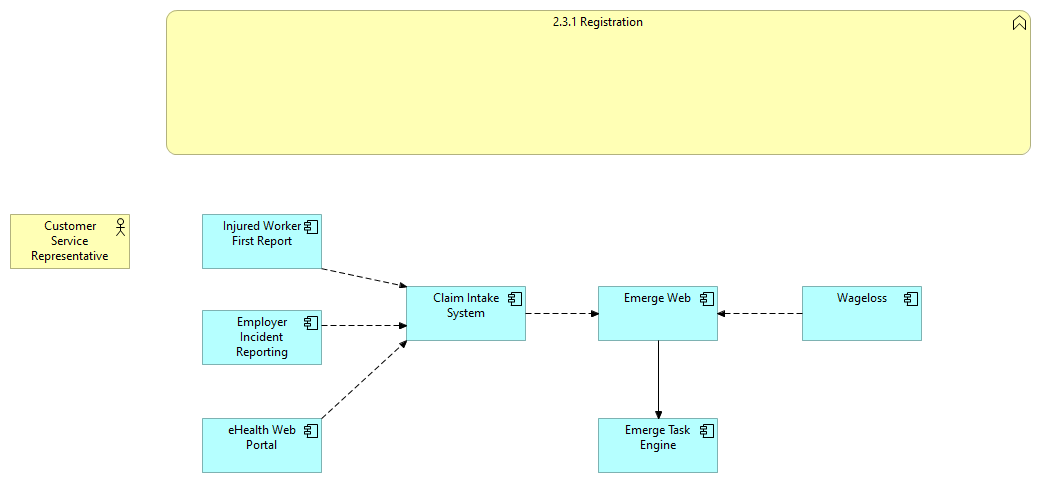 2.3.1 Registration
Customer
Service
Representative
Injured Worker
First Report
Employer
Incident
Reporting
eHealth Web
Portal
Claim Intake
System
Emerge Web
Wageloss
Emerge Task
Engine